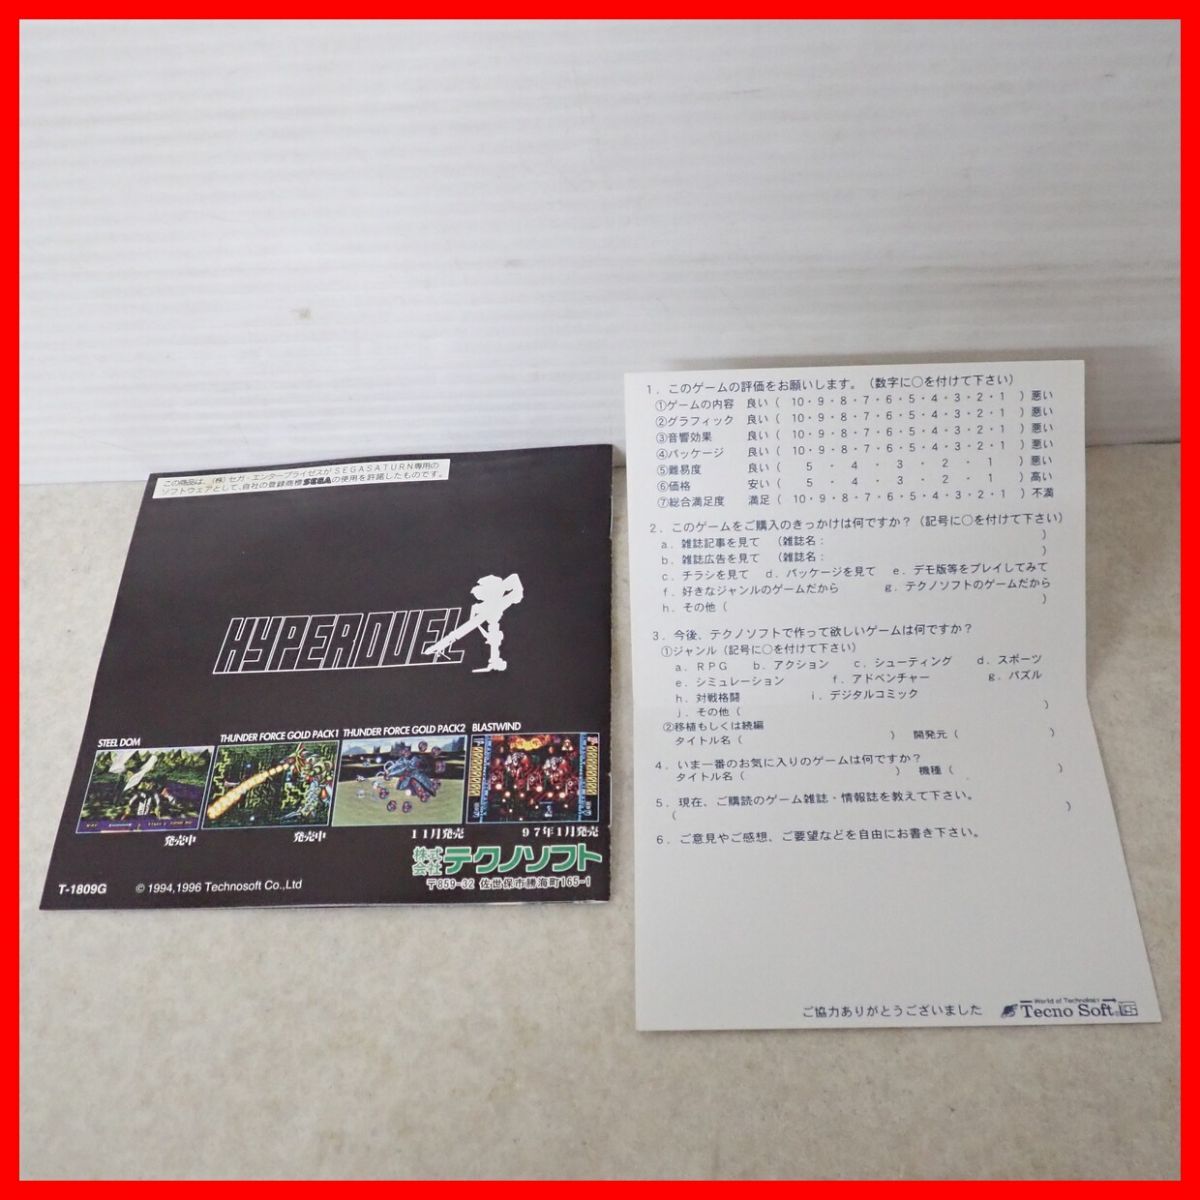 この商品は、(株)セガ・エンタープライゼスがSEGASATURN専用の
ソフトウェアとして、自社の登録商標SEGAの使用を許諾したものです。
HYPERDUEL
STEEL DOM
THUNDER FORCE GOLD PACK1
THUNDER FORCE GOLD PACK2
BLASTWIND
発売中
発売中
11月発売
97年1月発売
株式会社テクノソフト
〒859-32 佐世保市勝海町165-1
T-1809G
© 1994,1996 Technosoft Co.,Ltd
1.このゲームの評価をお願いします。(数字に○を付けて下さい)
①ゲームの内容 良い( 10・9・8・7・6・5・4・3・2・1 )悪い
②グラフィック 良い( 10・9・8・7・6・5・4・3・2・1 )悪い
③音響効果 良い( 10・9・8・7・6・5・4・3・2・1 )悪い
④パッケージ 良い( 10・9・8・7・6・5・4・3・2・1 )悪い
⑤難易度 良い( 5・4・3・2・1 )悪い
⑥価格 安い( 5・4・3・2・1 )高い
⑦総合満足度 満足( 10・9・8・7・6・5・4・3・2・1 )不満
2.このゲームをご購入のきっかけは何ですか?(記号に○を付けて下さい)
a.雑誌記事を見て (雑誌名: )
b.雑誌広告を見て (雑誌名: )
c.チラシを見て d.パッケージを見て e.デモ版等をプレイしてみて
f.好きなジャンルのゲームだから g.テクノソフトのゲームだから
h.その他( )
3.今後、テクノソフトで作って欲しいゲームは何ですか?
①ジャンル(記号に○を付けて下さい)
a.RPG b.アクション c.シューティング d.スポーツ
e.シミュレーション f.アドベンチャー g.パズル
h.対戦格闘 i.デジタルコミック
j.その他( )
②移植もしくは続編
タイトル名( ) 開発元( )
4.いま一番のお気に入りのゲームは何ですか?
タイトル名( ) 機種( )
5.現在、ご購読のゲーム雑誌・情報誌を教えて下さい。
( )
6.ご意見やご感想、ご要望などを自由にお書き下さい。
ご協力ありがとうございました
World of Technology
Tecno Soft®